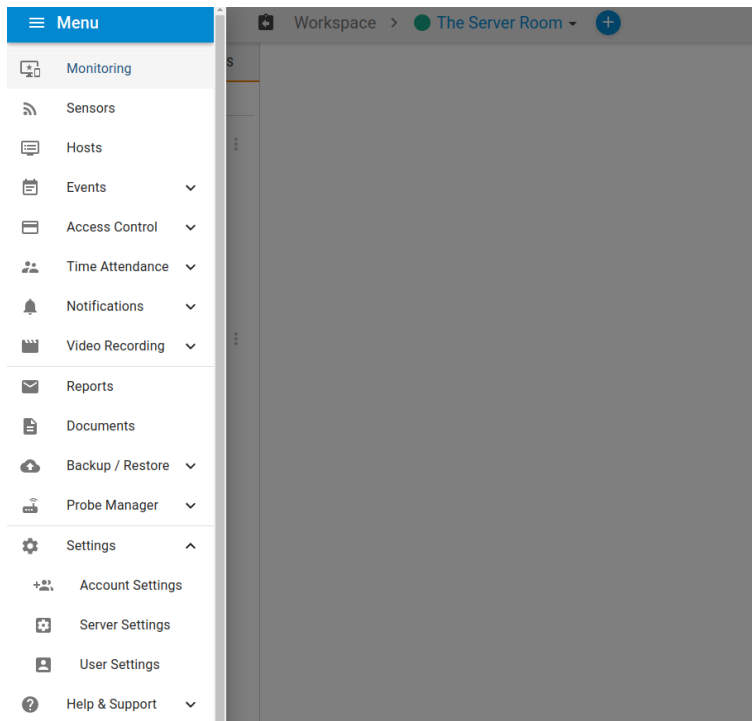 Menu
Workspace > The Server Room
S
Monitoring
Sensors
Hosts
Events
Access Control
Time Attendance
Notifications
Video Recording
Reports
Documents
Backup / Restore
Probe Manager
Settings
Account Settings
Server Settings
User Settings
Help & Support